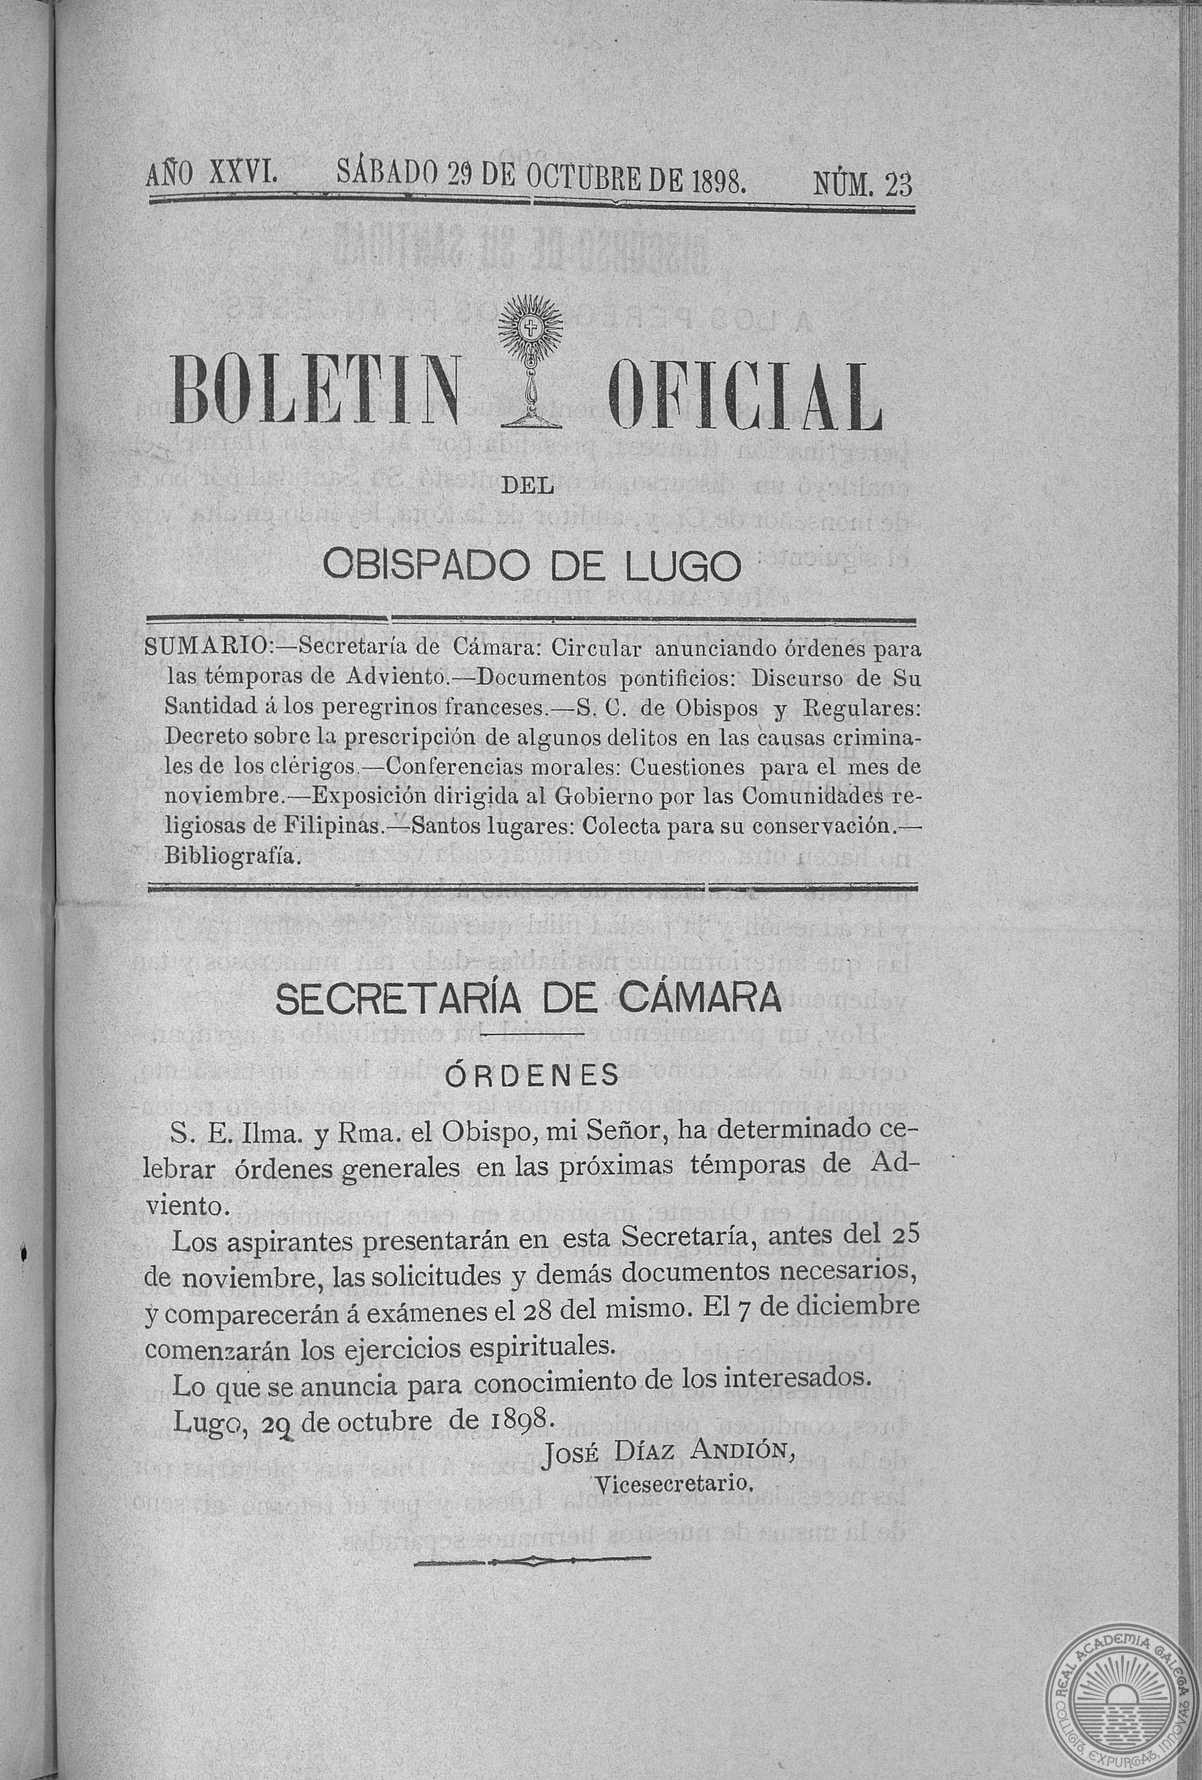 AÑO XXVI. SÁBADO 29 DE OCTUBRE DE 1898. NÚM. 23
BOLETIN OFICIAL
DEL
OBISPADO DE LUGO
SUMARIO:—Secretaría de Cámara: Circular anunciando órdenes para
las témporas de Adviento.—Documentos pontificios: Discurso de Su
Santidad á los peregrinos franceses.—S. C. de Obispos y Regulares:
Decreto sobre la prescripción de algunos delitos en las causas crimina-
les de los clérigos.—Conferencias morales: Cuestiones para el mes de
noviembre.—Exposición dirigida al Gobierno por las Comunidades re-
ligiosas de Filipinas.—Santos lugares: Colecta para su conservación.—
Bibliografía.
SECRETARÍA DE CÁMARA
ÓRDENES
S. E. Ilma. y Rma. el Obispo, mi Señor, ha determinado ce-
lebrar órdenes generales en las próximas témporas de Ad-
viento.
Los aspirantes presentarán en esta Secretaría, antes del 25
de noviembre, las solicitudes y demás documentos necesarios,
y comparecerán á exámenes el 28 del mismo. El 7 de diciembre
comenzarán los ejercicios espirituales.
Lo que se anuncia para conocimiento de los interesados.
Lugo, 29 de octubre de 1898.
JOSÉ DÍAZ ANDIÓN,
Vicesecretario.
REAL ACADEMIA GALEGA
COLLIGIT, EXPURGAT, INNOVAT